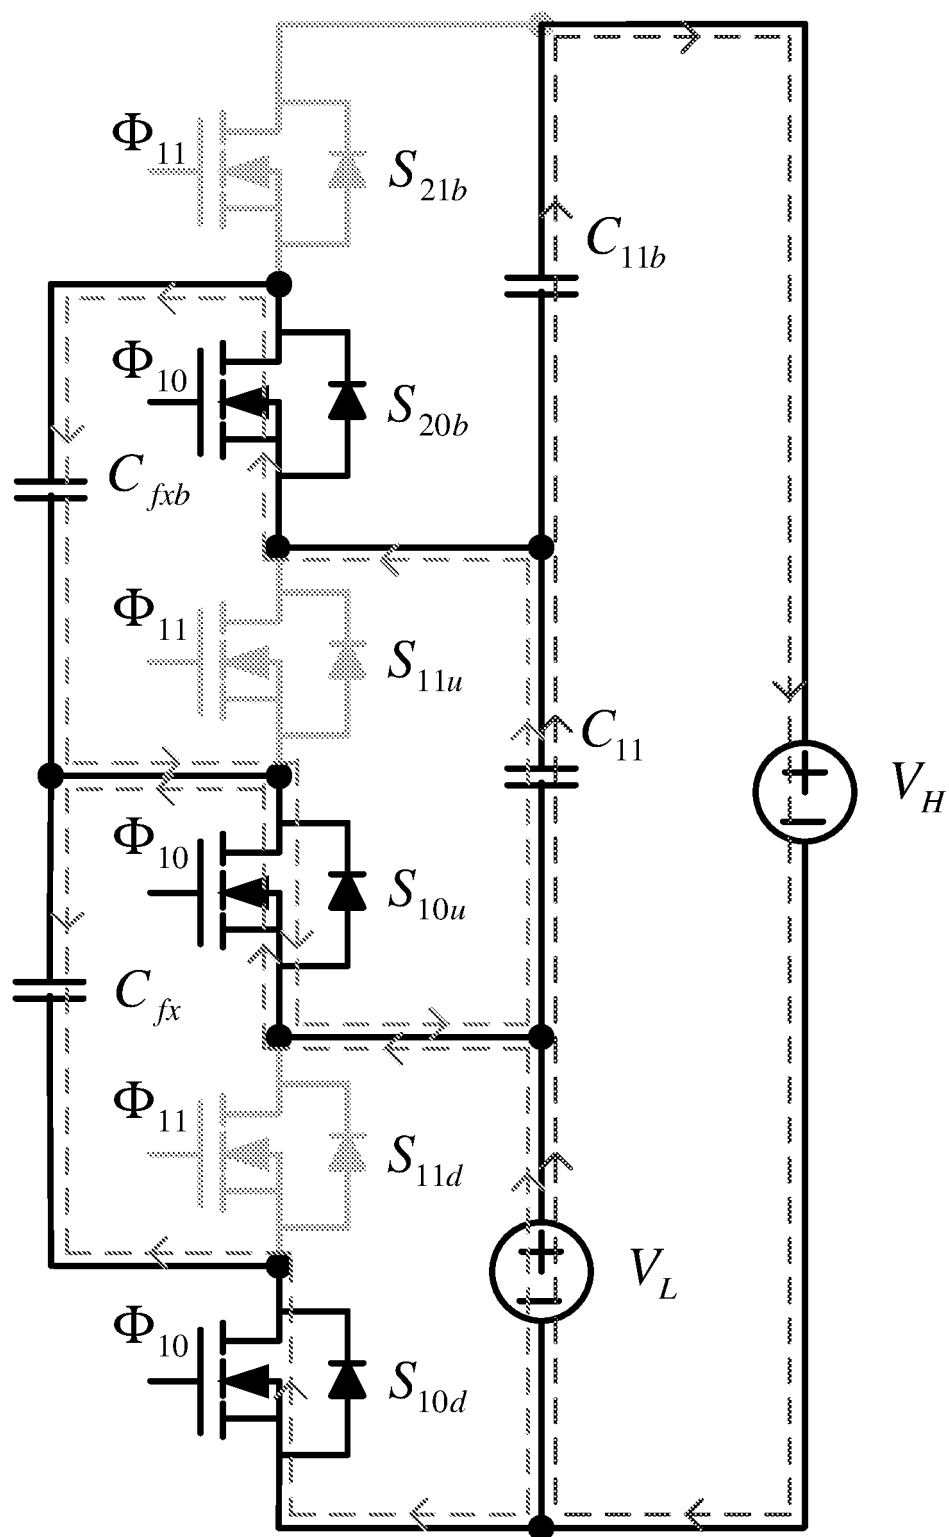 Φ11
S21b
C11b
Φ10
S20b
Cfxb
Φ11
S11u
C11
VH
Φ10
S10u
Cfx
Φ11
S11d
VL
Φ10
S10d